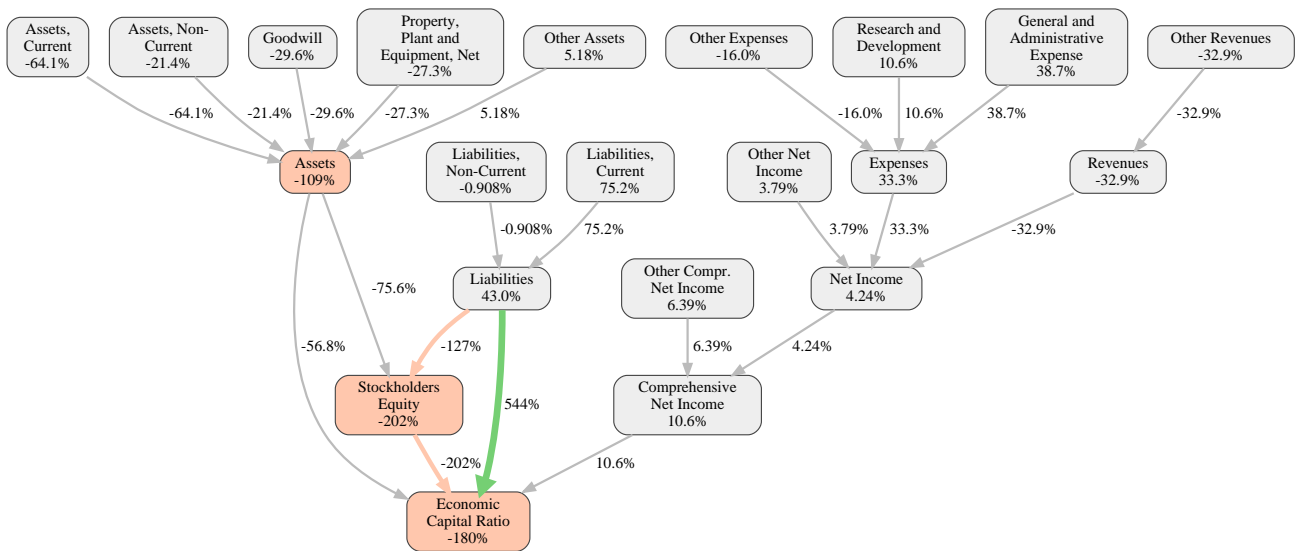 Assets,
Current
-64.1%
Assets, Non-
Current
-21.4%
Goodwill
-29.6%
Property,
Plant and
Equipment, Net
-27.3%
Other Assets
5.18%
Other Expenses
-16.0%
Research and
Development
10.6%
General and
Administrative
Expense
38.7%
Other Revenues
-32.9%
-64.1%
-21.4%
-29.6%
-27.3%
5.18%
-16.0%
10.6%
38.7%
-32.9%
Assets
-109%
Liabilities,
Non-Current
-0.908%
Liabilities,
Current
75.2%
Other Net
Income
3.79%
Expenses
33.3%
Revenues
-32.9%
-0.908%
75.2%
3.79%
33.3%
-32.9%
-75.6%
Liabilities
43.0%
Other Compr.
Net Income
6.39%
Net Income
4.24%
-56.8%
-127%
6.39%
4.24%
Stockholders
Equity
-202%
544%
Comprehensive
Net Income
10.6%
-202%
10.6%
Economic
Capital Ratio
-180%